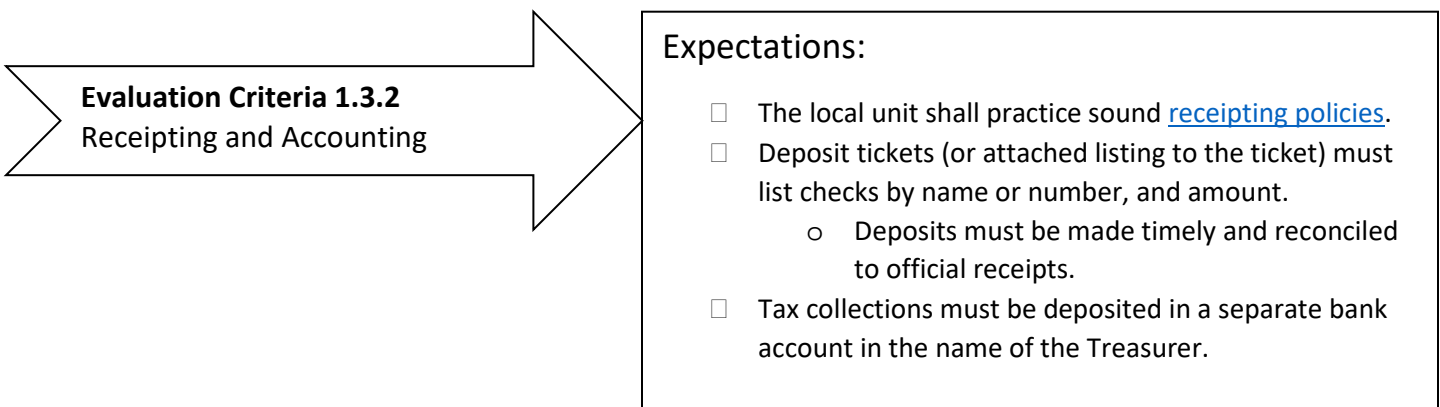 Evaluation Criteria 1.3.2
Receipting and Accounting
Expectations:
□ The local unit shall practice sound receipting policies.
□ Deposit tickets (or attached listing to the ticket) must
list checks by name or number, and amount.
o Deposits must be made timely and reconciled
to official receipts.
□ Tax collections must be deposited in a separate bank
account in the name of the Treasurer.